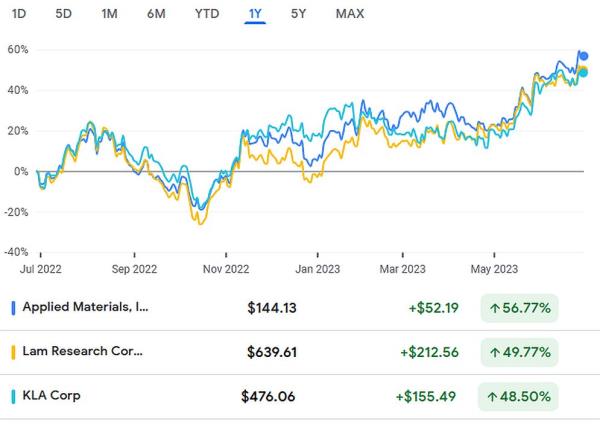 1D 5D 1M 6M YTD 1Y 5Y MAX
60%
40%
20%
0%
-20%
-40%
Jul 2022 Sep 2022 Nov 2022 Jan 2023 Mar 2023 May 2023
Applied Materials, I... $144.13 +$52.19 ↑56.77%
Lam Research Cor... $639.61 +$212.56 ↑49.77%
KLA Corp $476.06 +$155.49 ↑48.50%